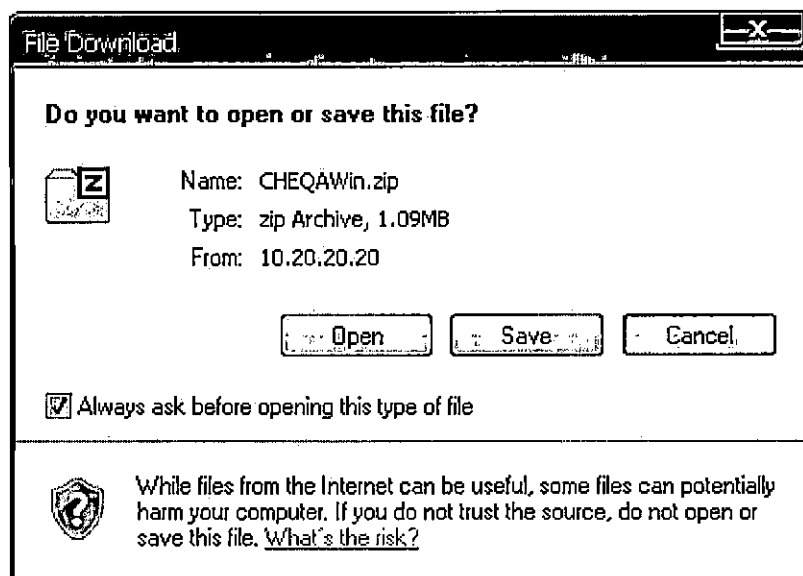 File Download
X
Do you want to open or save this file?
Z
Name: CHEQAWin.zip
Type: zip Archive, 1.09MB
From: 10.20.20.20
Open Save Cancel
Always ask before opening this type of file
While files from the Internet can be useful, some files can potentially
harm your computer. If you do not trust the source, do not open or
save this file. What's the risk?